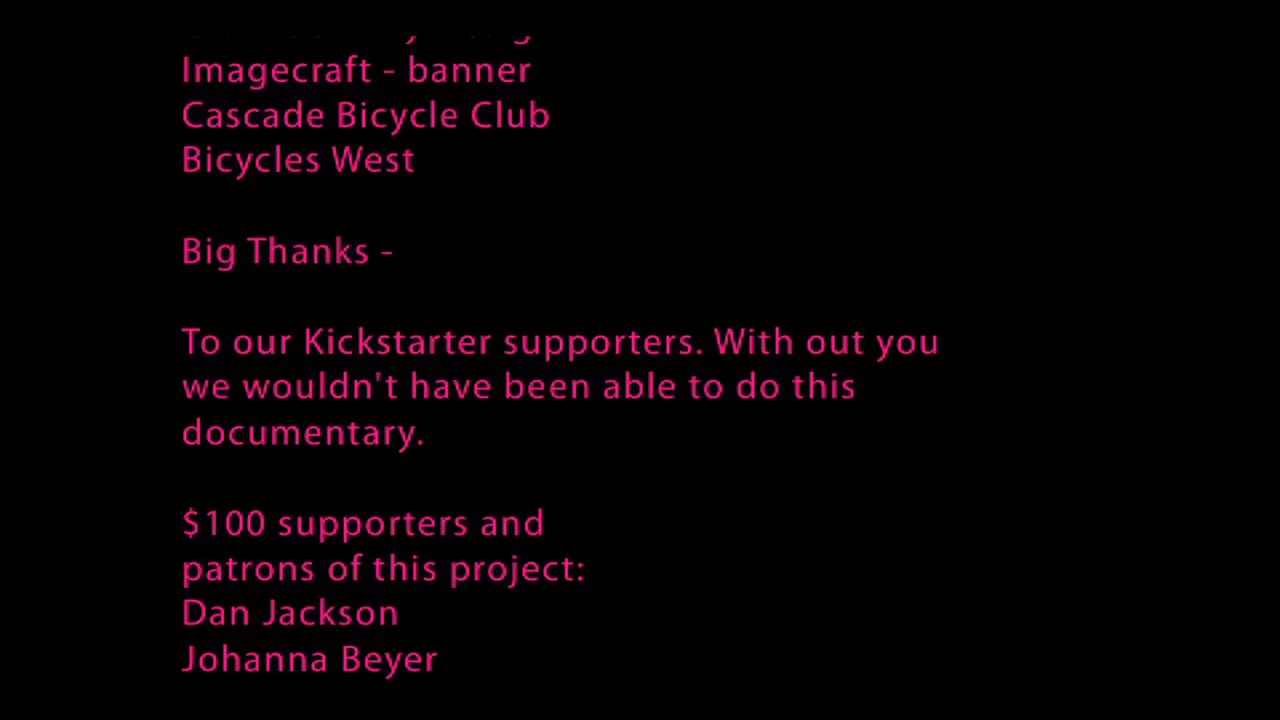 Imagecraft - banner
Cascade Bicycle Club
Bicycles West
Big Thanks -
To our Kickstarter supporters. With out you
we wouldn't have been able to do this
documentary.
$100 supporters and
patrons of this project:
Dan Jackson
Johanna Beyer